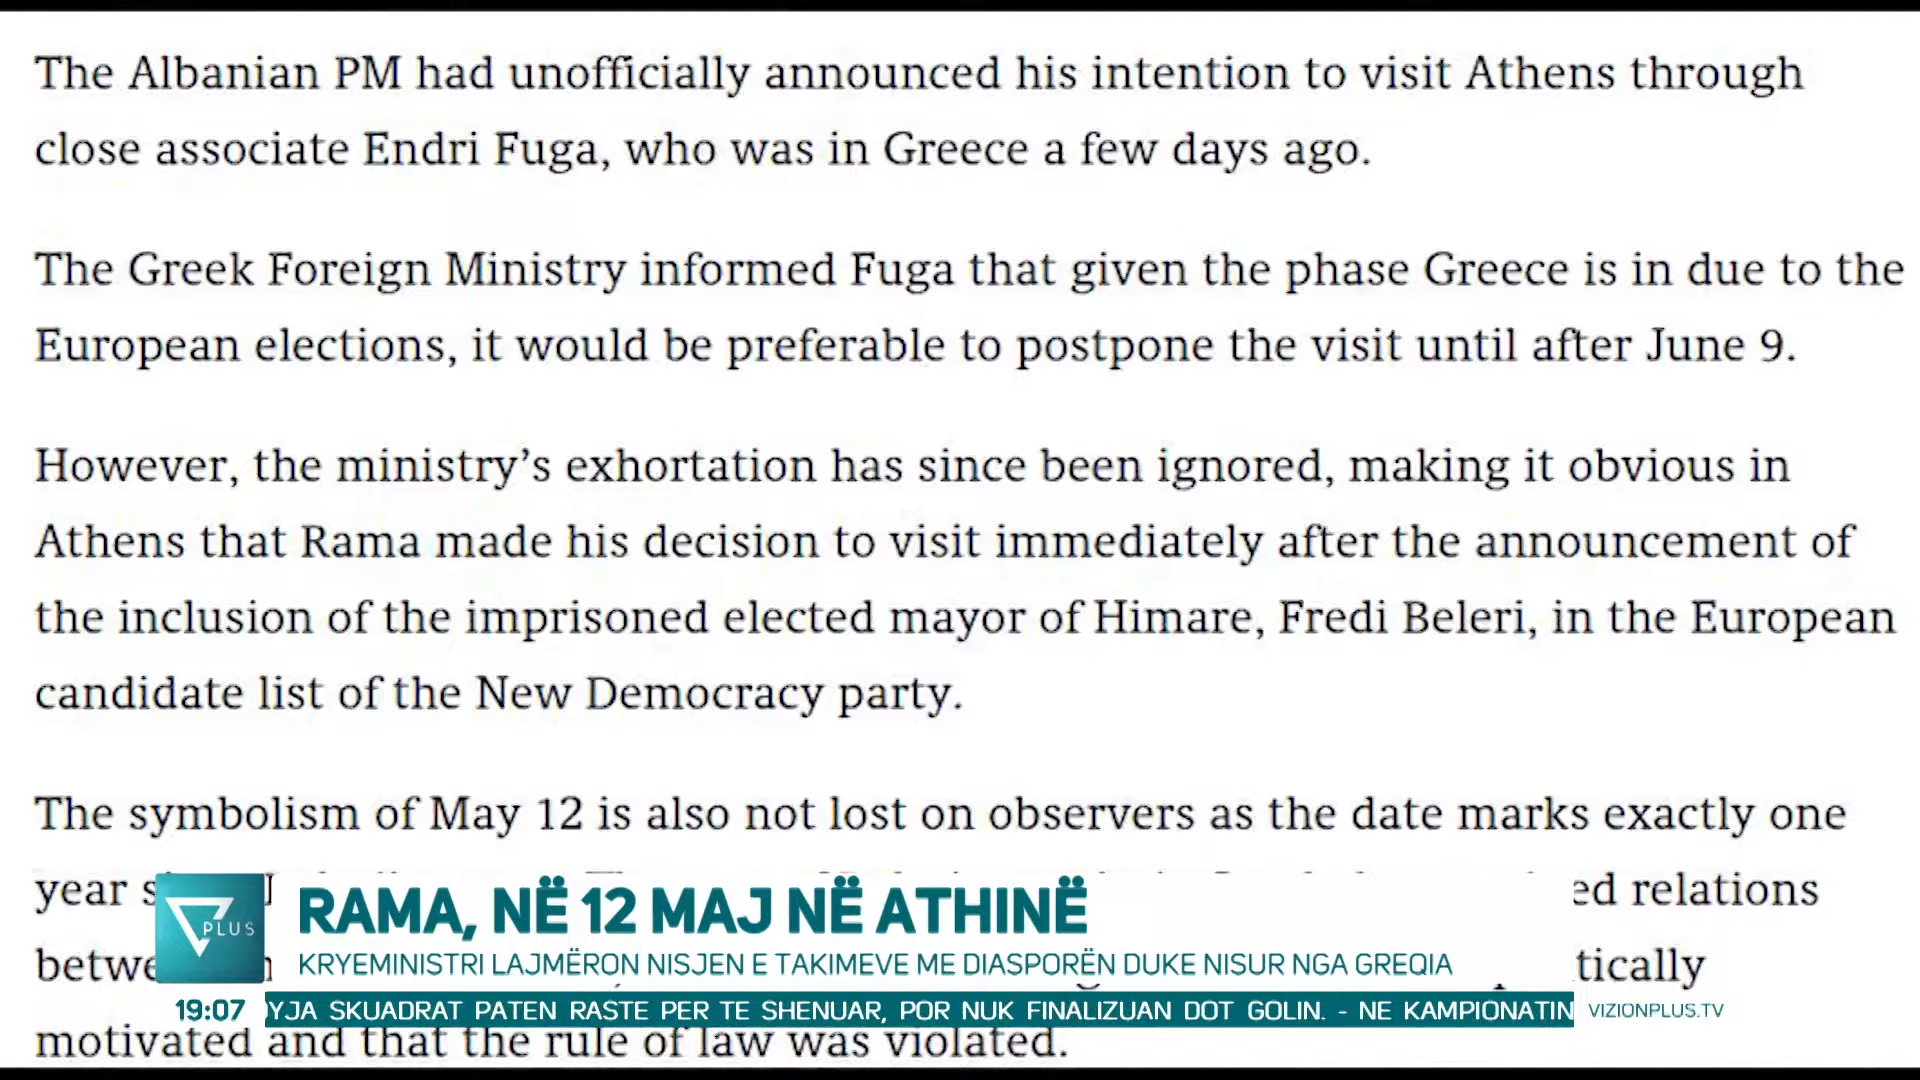 The Albanian PM had unofficially announced his intention to visit Athens through
close associate Endri Fuga, who was in Greece a few days ago.
The Greek Foreign Ministry informed Fuga that given the phase Greece is in due to the
European elections, it would be preferable to postpone the visit until after June 9.
However, the ministry’s exhortation has since been ignored, making it obvious in
Athens that Rama made his decision to visit immediately after the announcement of
the inclusion of the imprisoned elected mayor of Himare, Fredi Beleri, in the European
candidate list of the New Democracy party.
The symbolism of May 12 is also not lost on observers as the date marks exactly one
year relations
motivated and that the rule of law was violated.
PLUS
RAMA, NË 12 MAJ NË ATHINË
KRYEMINISTRI LAJMËRON NISJEN E TAKIMEVE ME DIASPORËN DUKE NISUR NGA GREQIA
19:07 SKUADRAT PATEN RASTE PER TE SHENUAR, POR NUK FINALIZUAN DOT GOLIN. - NE KAMPIONATIN VIZIONPLUS.TV